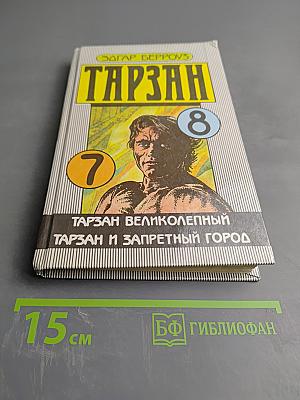 ЭДГАР БЕРРОУЗ
ТАРЗАН
8
7
ТАРЗАН ВЕЛИКОЛЕПНЫЙ
ТАРЗАН И ЗАПРЕТНЫЙ ГОРОД
15 см
БФ ГИБЛИОФАН